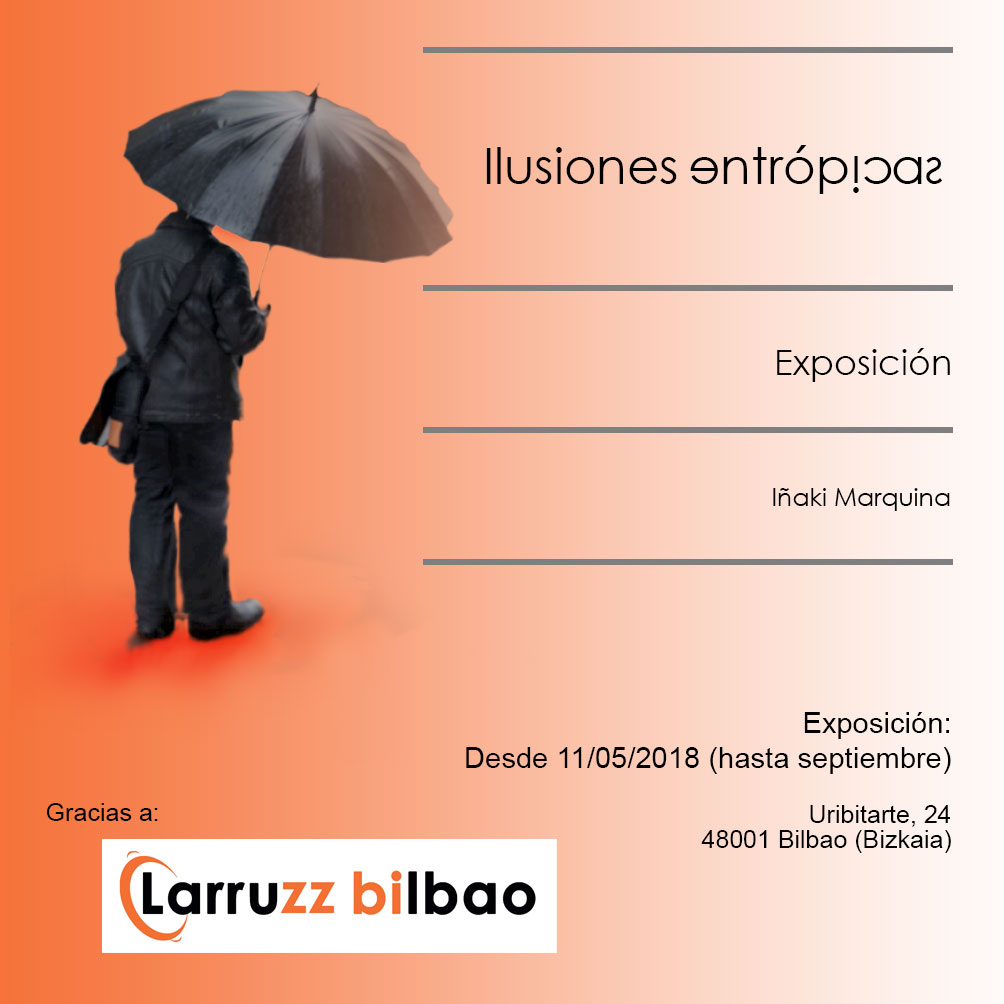 Ilusiones entrópicas
Exposición
Iñaki Marquina
Exposición:
Desde 11/05/2018 (hasta septiembre)
Uribitarte, 24
48001 Bilbao (Bizkaia)
Gracias a:
Larruzz bilbao